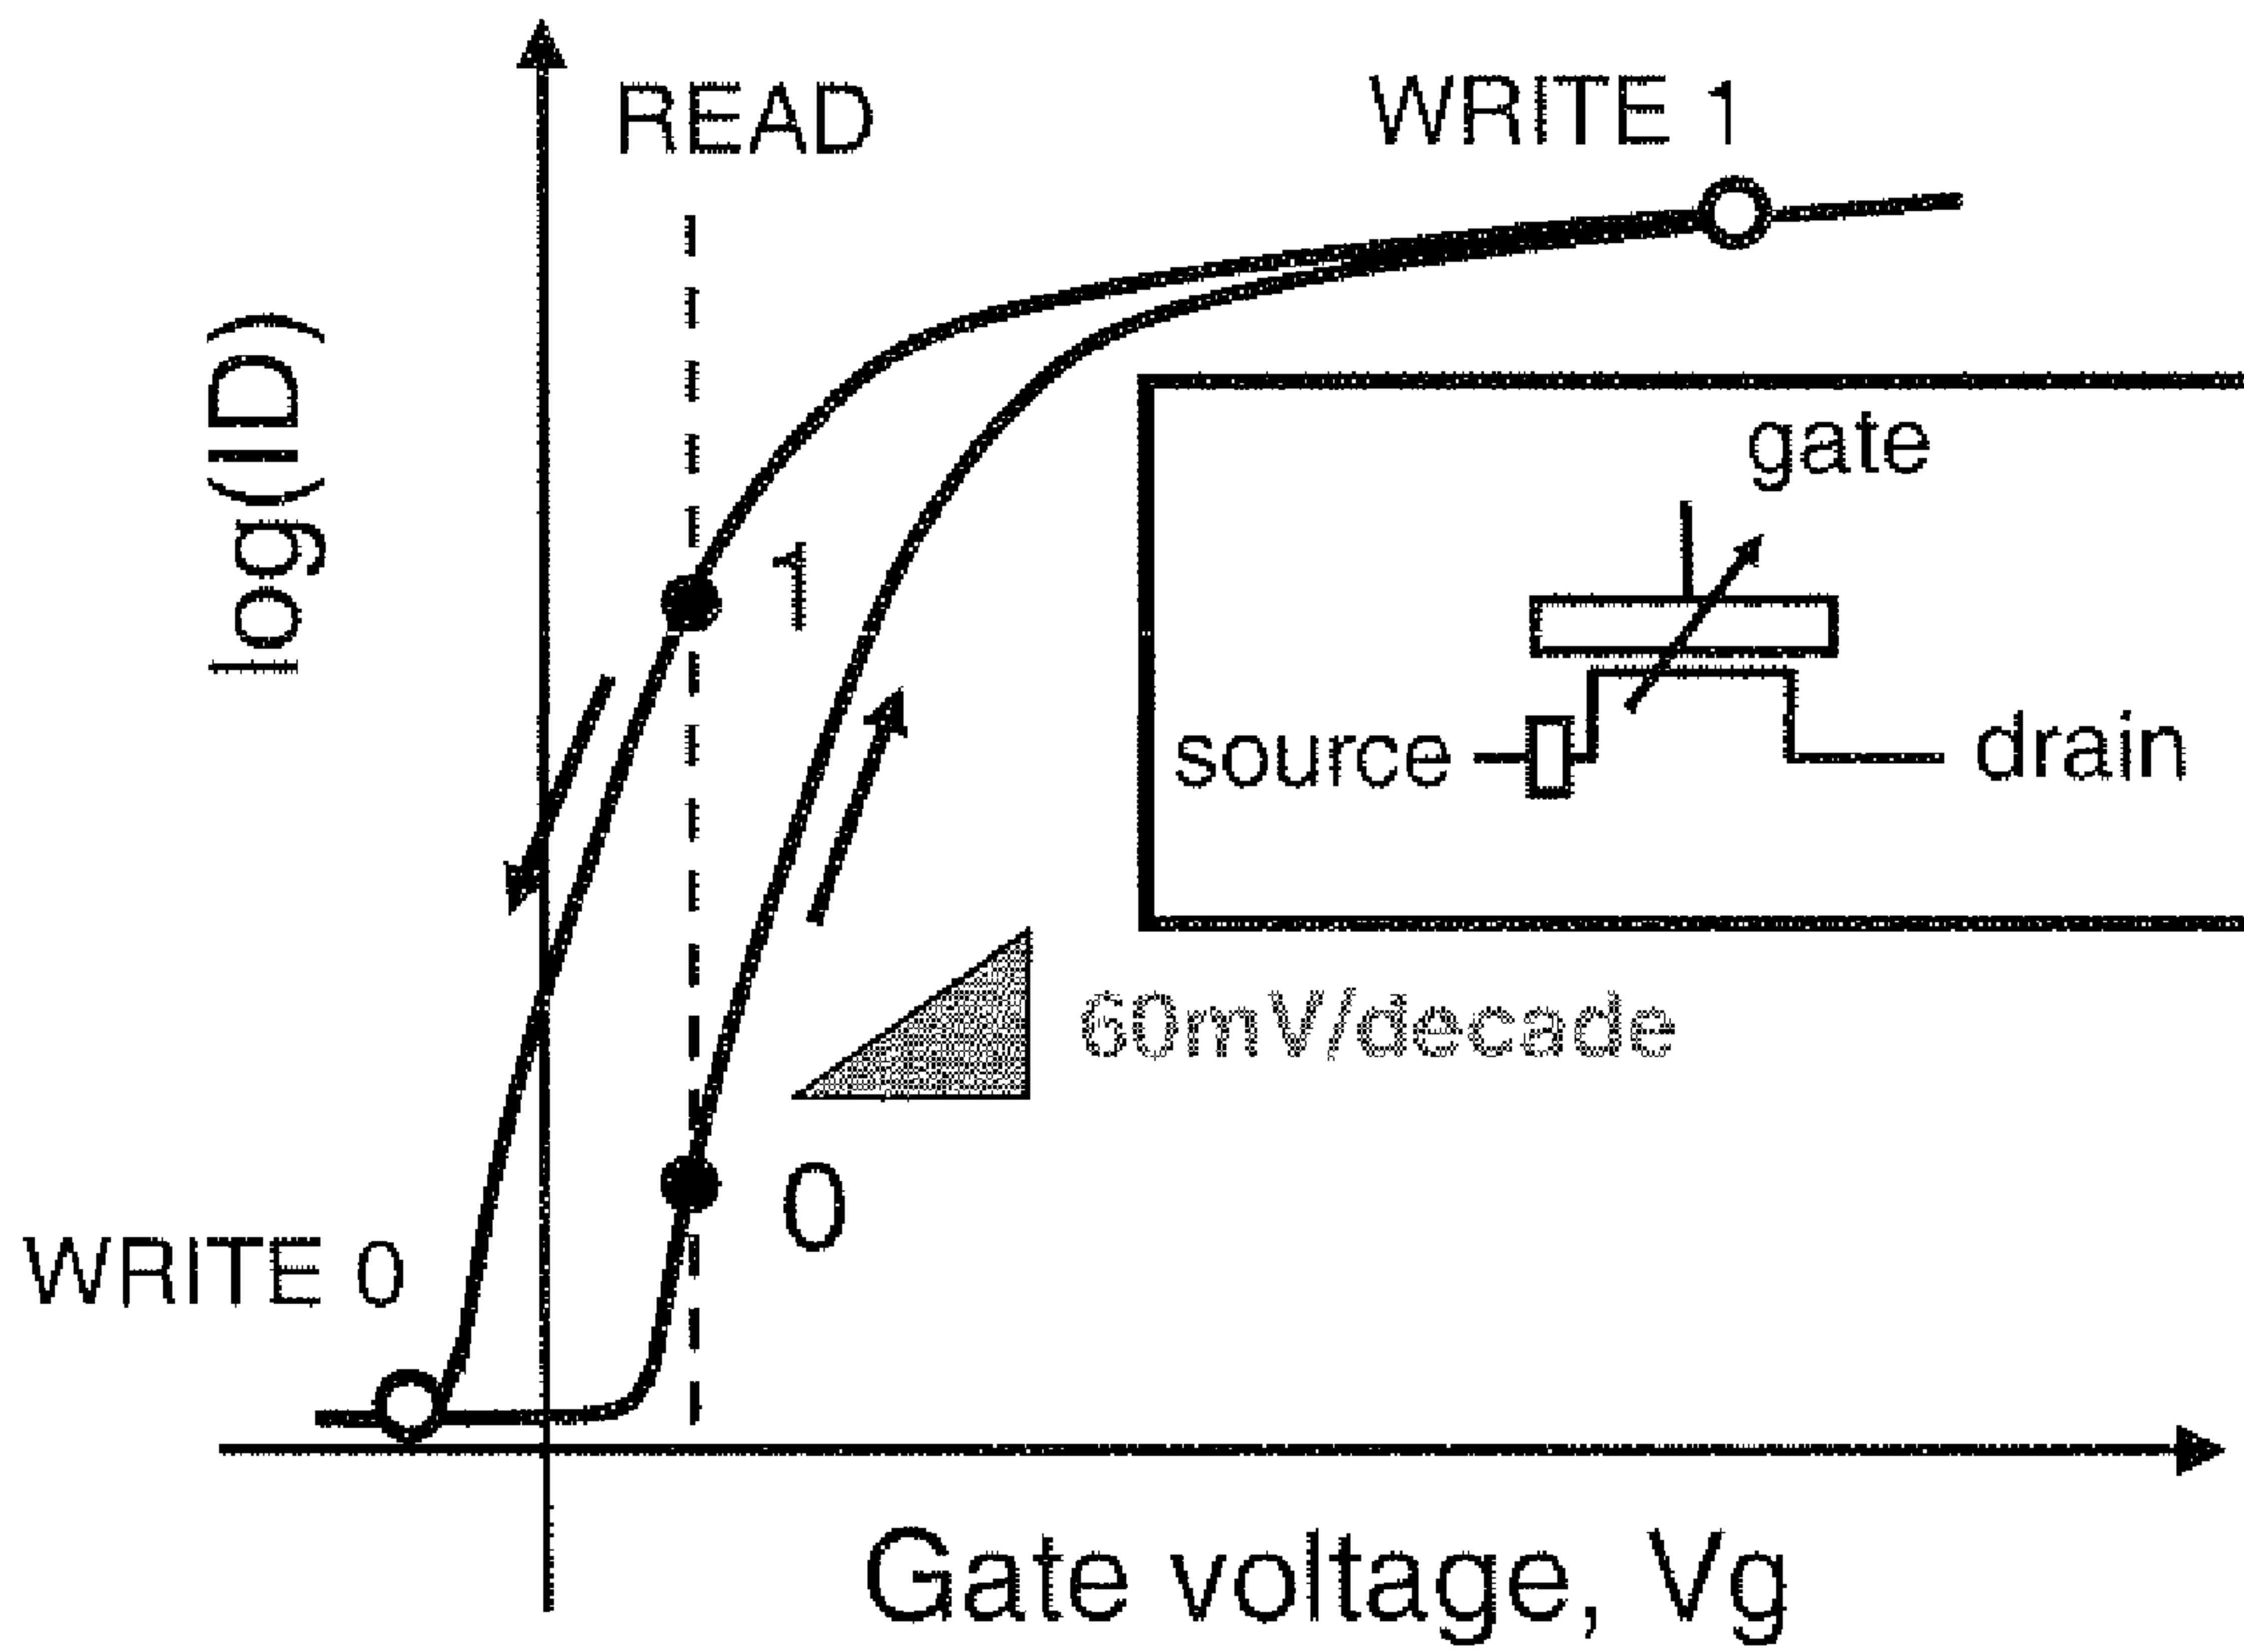 READ
WRITE 1
log(ID)
gate
1
source
drain
60mV/decade
0
WRITE 0
Gate voltage, Vg